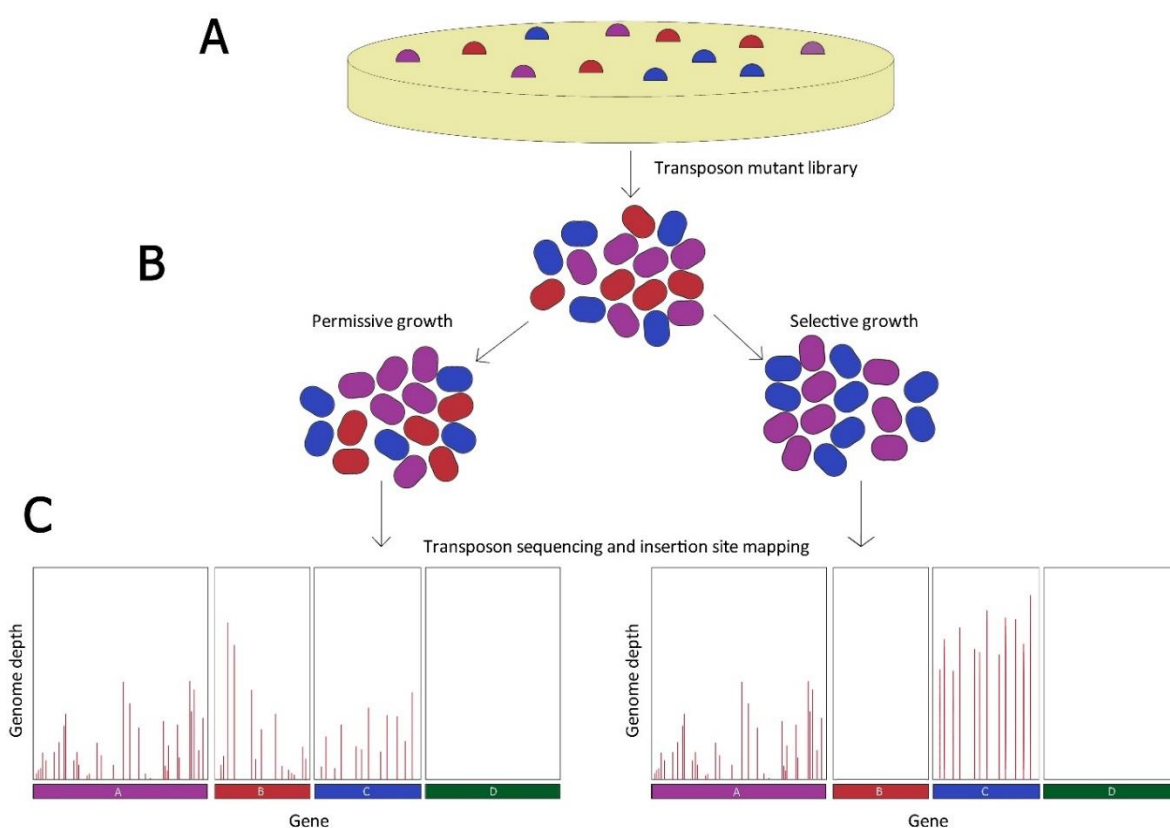 A
Transposon mutant library
B
Permissive growth
Selective growth
C
Transposon sequencing and insertion site mapping
Genome depth
A
B
C
D
Gene
Genome depth
A
B
C
D
Gene